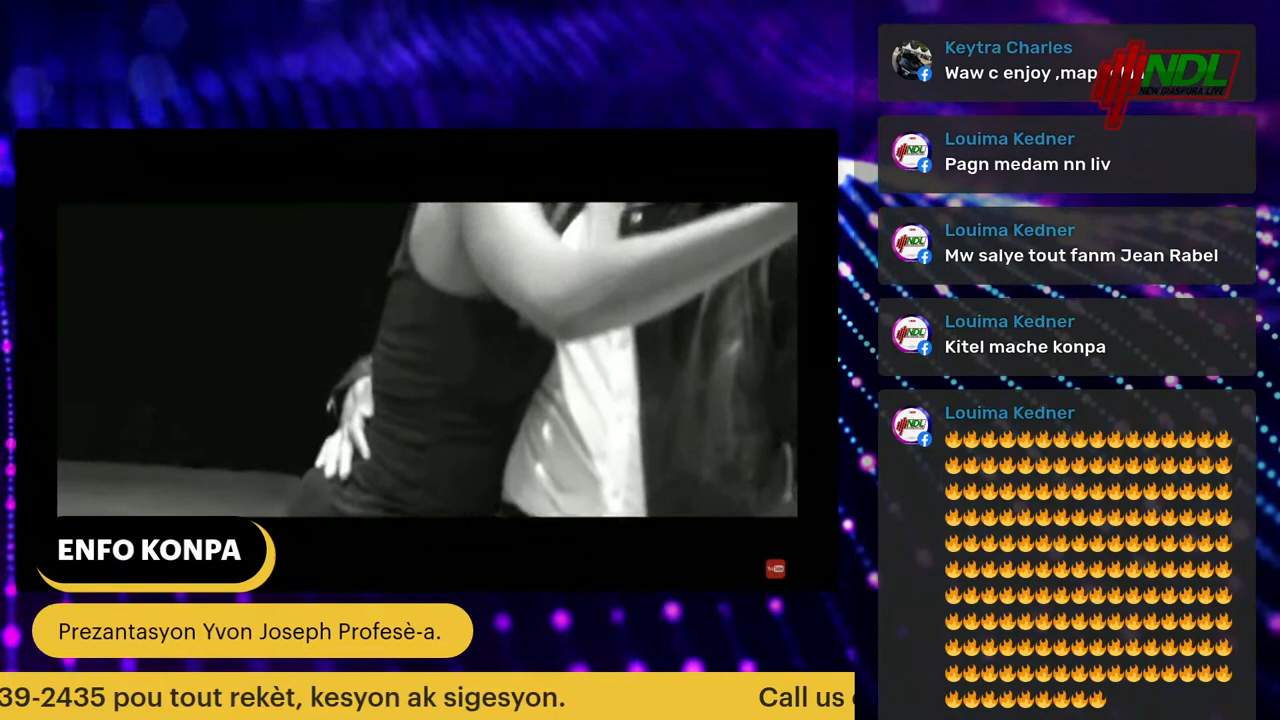 Keytra Charles
Waw c enjoy ,map
NDL
NEW DIASPORA LIVE
Louima Kedner
Pagn medam nn liv
Louima Kedner
Mw salye tout fanm Jean Rabel
Louima Kedner
Kitel mache konpa
Louima Kedner
ENFO KONPA
Prezantasyon Yvon Joseph Profesè-a.
39-2435 pou tout rekèt, kesyon ak sigesyon.
Call us